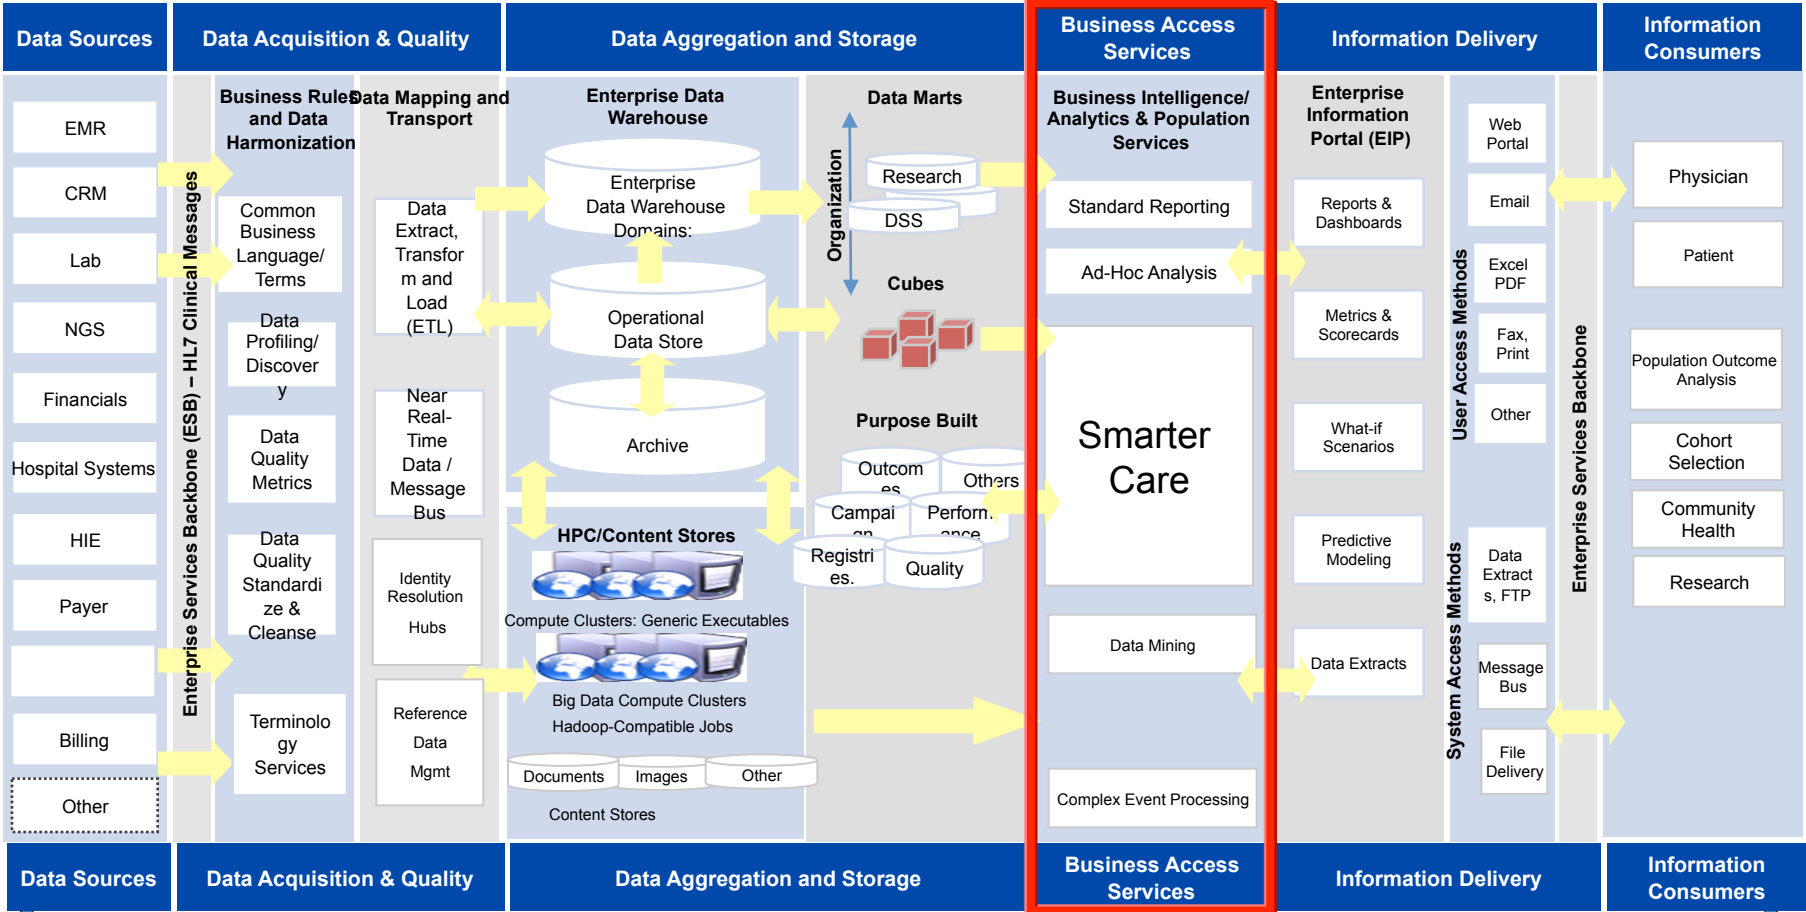 Data Sources
Data Acquisition & Quality
Data Aggregation and Storage
Business Access
Services
Information Delivery
Information
Consumers
EMR
CRM
Lab
NGS
Financials
Hospital Systems
HIE
Payer
Billing
Other
Enterprise Services Backbone (ESB) – HL7 Clinical Messages
Business Rules
and Data
Harmonization
Common
Business
Language/
Terms
Data
Profiling/
Discover
y
Data
Quality
Metrics
Data
Quality
Standardi
ze &
Cleanse
Terminolo
gy
Services
Data Mapping and
Transport
Data
Extract,
Transfor
m and
Load
(ETL)
Near
Real-
Time
Data /
Message
Bus
Identity
Resolution
Hubs
Reference
Data
Mgmt
Enterprise Data
Warehouse
Enterprise
Data Warehouse
Domains:
Operational
Data Store
Archive
HPC/Content Stores
Compute Clusters: Generic Executables
Big Data Compute Clusters
Hadoop-Compatible Jobs
Documents
Images
Other
Content Stores
Data Marts
Organization
Research
DSS
Cubes
Purpose Built
Outcom
es
Others
Campai
gn
Perform
ance
Registri
es.
Quality
Business Intelligence/
Analytics & Population
Services
Standard Reporting
Ad-Hoc Analysis
Smarter
Care
Data Mining
Complex Event Processing
Enterprise
Information
Portal (EIP)
Reports &
Dashboards
Metrics &
Scorecards
What-if
Scenarios
Predictive
Modeling
Data Extracts
User Access Methods
System Access Methods
Web
Portal
Email
Excel
PDF
Fax,
Print
Other
Data
Extract
s, FTP
Message
Bus
File
Delivery
Enterprise Services Backbone
Physician
Patient
Population Outcome
Analysis
Cohort
Selection
Community
Health
Research
Data Sources
Data Acquisition & Quality
Data Aggregation and Storage
Business Access
Services
Information Delivery
Information
Consumers